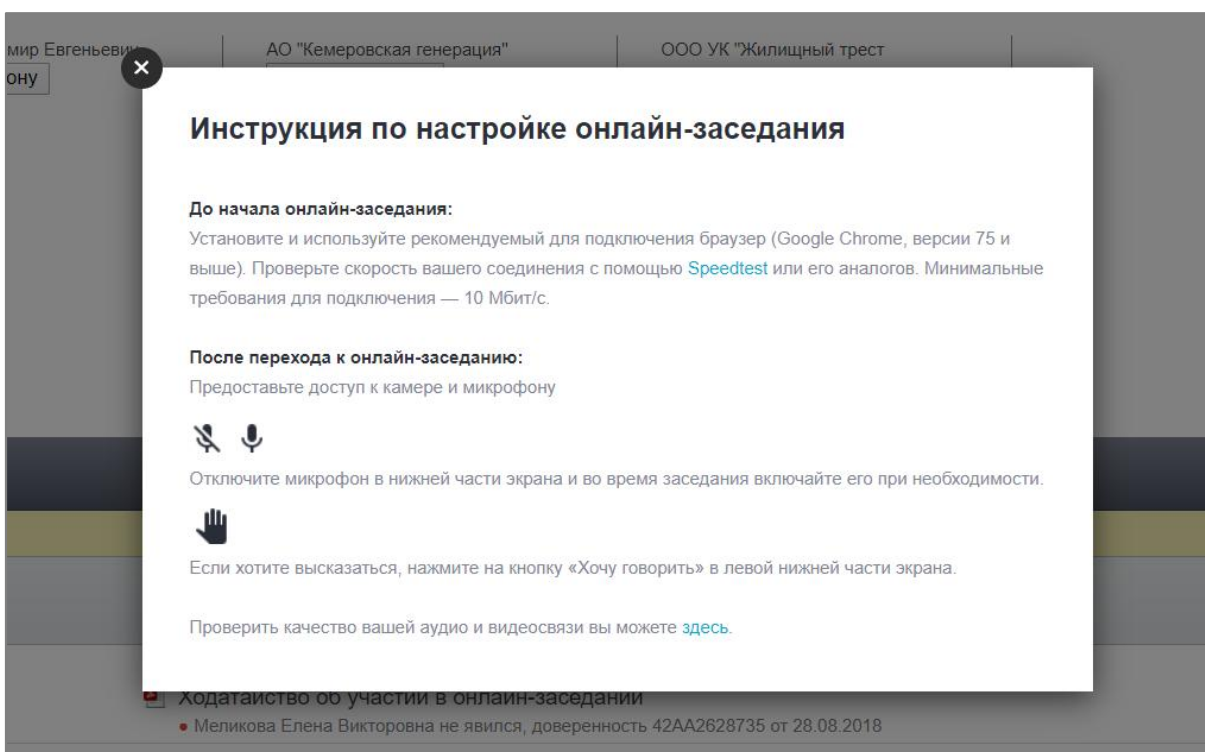 мир Евгеньевич
АО "Кемеровская генерация"
ООО УК "Жилищный трест
ону
Инструкция по настройке онлайн-заседания
До начала онлайн-заседания:
Установите и используйте рекомендуемый для подключения браузер (Google Chrome, версии 75 и
выше). Проверьте скорость вашего соединения с помощью Speedtest или его аналогов. Минимальные
требования для подключения — 10 Мбит/с.
После перехода к онлайн-заседанию:
Предоставьте доступ к камере и микрофону
Отключите микрофон в нижней части экрана и во время заседания включайте его при необходимости.
Если хотите высказаться, нажмите на кнопку «Хочу говорить» в левой нижней части экрана.
Проверить качество вашей аудио и видеосвязи вы можете здесь.
Ходатайство об участии в онлайн-заседании
• Меликова Елена Викторовна не явился, доверенность 42АА2628735 от 28.08.2018